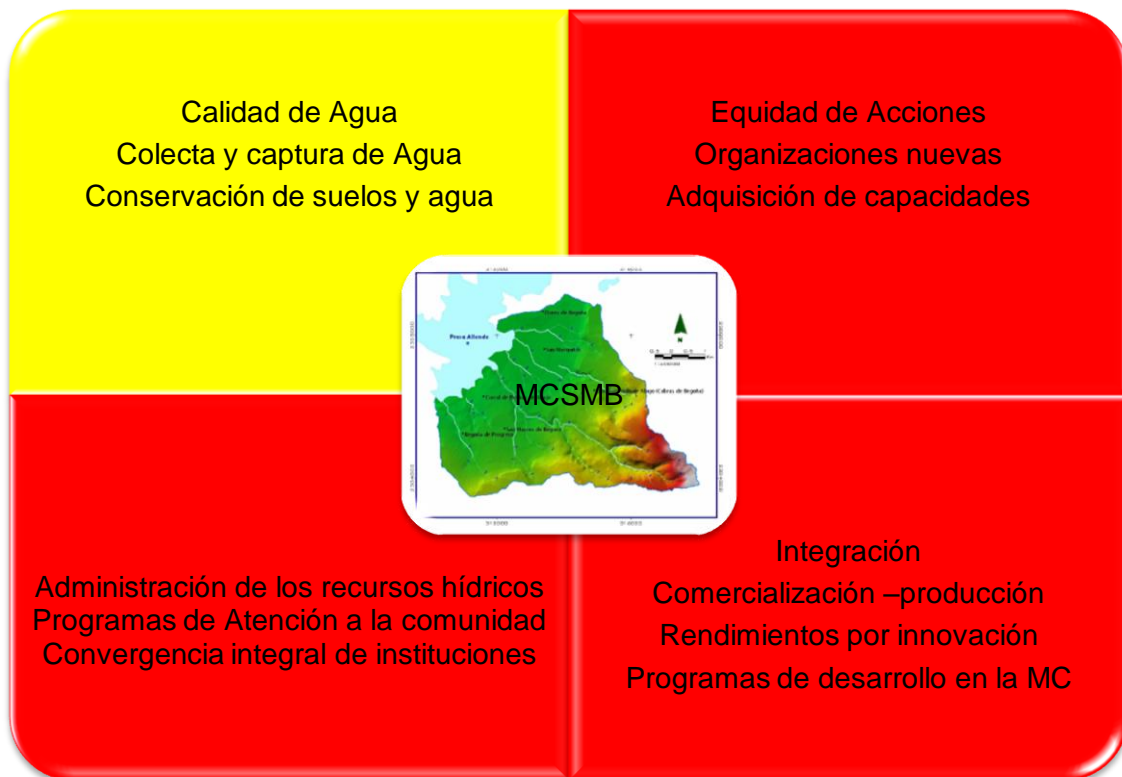 Calidad de Agua
Colecta y captura de Agua
Conservación de suelos y agua
Equidad de Acciones
Organizaciones nuevas
Adquisición de capacidades
Presa Allende
N
MCSMB
Administración de los recursos hídricos
Programas de Atención a la comunidad
Convergencia integral de instituciones
Integración
Comercialización –producción
Rendimientos por innovación
Programas de desarrollo en la MC